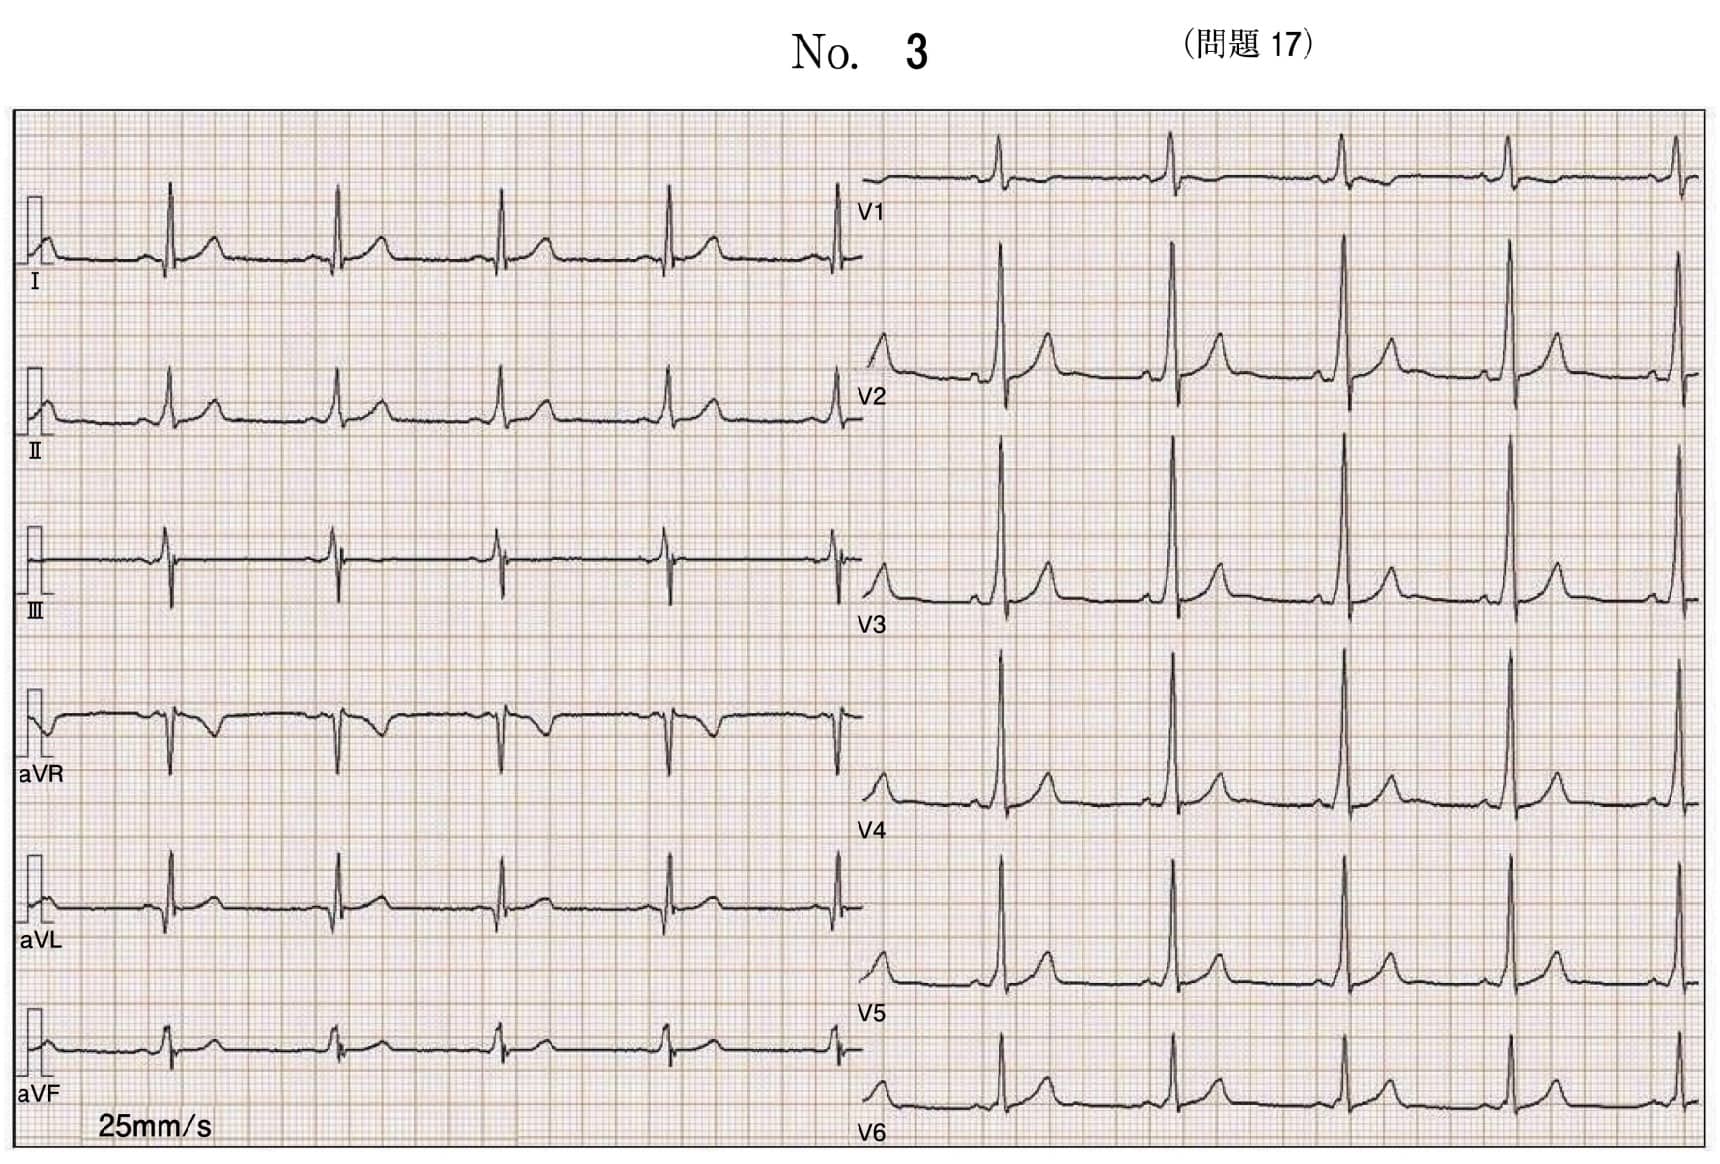 No. 3 (問題 17)
I
II
III
aVR
aVL
aVF
25mm/s
V1
V2
V3
V4
V5
V6